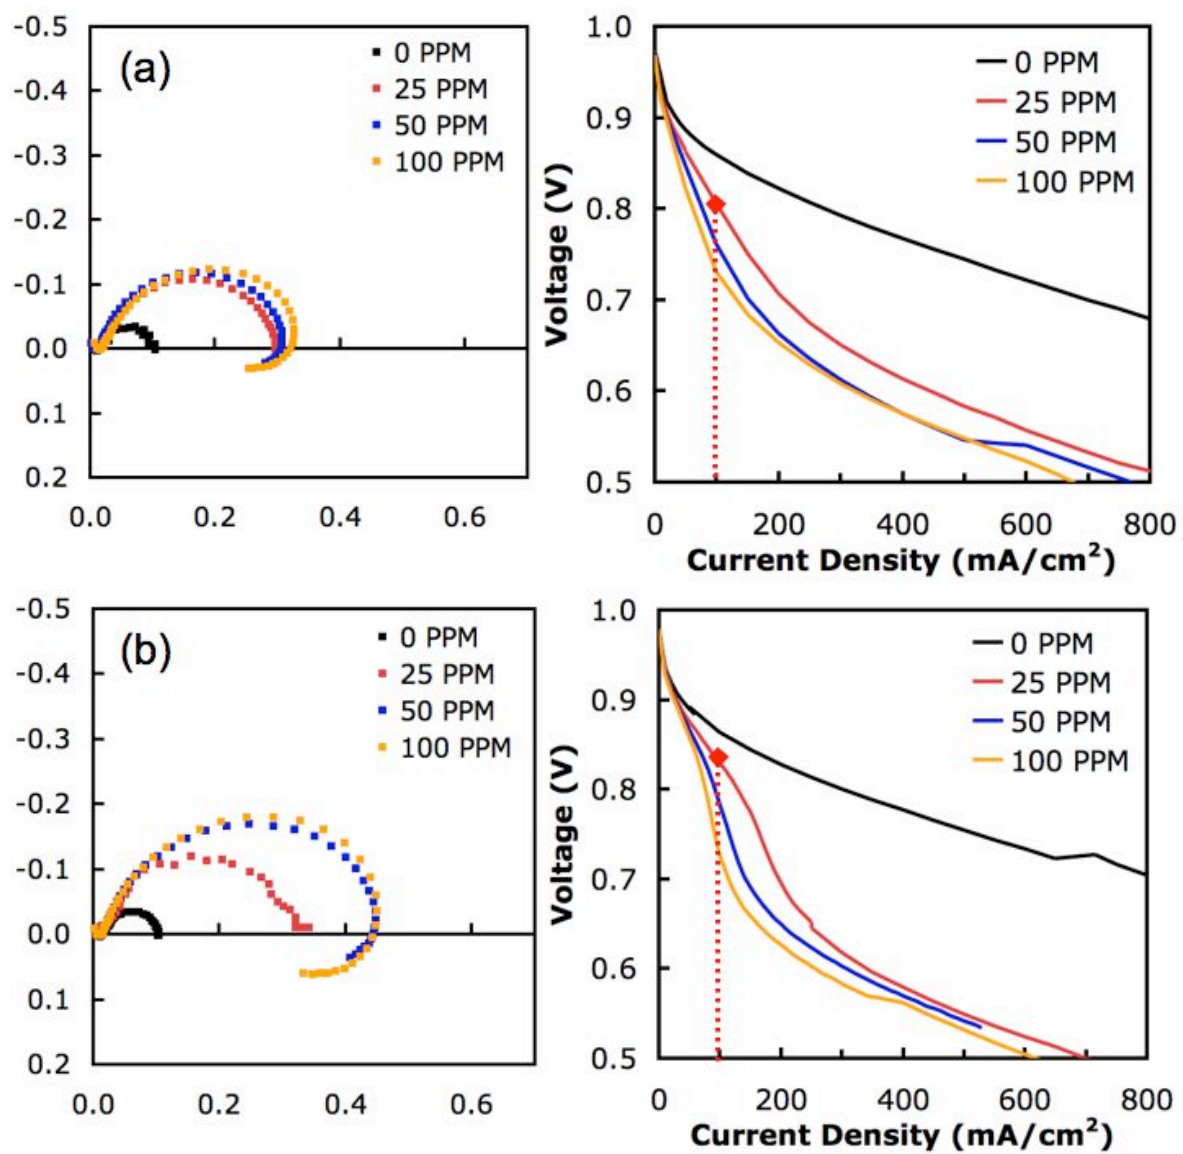 -0.5
-0.4
-0.3
-0.2
-0.1
0.0
0.1
0.2
0.0 0.2 0.4 0.6
(a)
0 PPM
25 PPM
50 PPM
100 PPM
1.0
0.9
0.8
0.7
0.6
0.5
Voltage (V)
0 200 400 600 800
Current Density (mA/cm²)
0 PPM
25 PPM
50 PPM
100 PPM
-0.5
-0.4
-0.3
-0.2
-0.1
0.0
0.1
0.2
0.0 0.2 0.4 0.6
(b)
0 PPM
25 PPM
50 PPM
100 PPM
1.0
0.9
0.8
0.7
0.6
0.5
Voltage (V)
0 200 400 600 800
Current Density (mA/cm²)
0 PPM
25 PPM
50 PPM
100 PPM